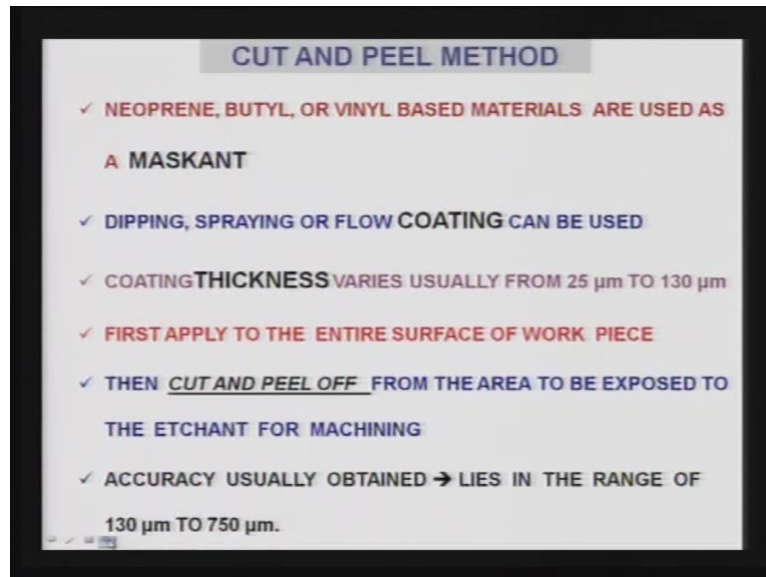 CUT AND PEEL METHOD
✓ NEOPRENE, BUTYL, OR VINYL BASED MATERIALS ARE USED AS
A MASKANT
✓ DIPPING, SPRAYING OR FLOW COATING CAN BE USED
✓ COATING THICKNESS VARIES USUALLY FROM 25 µm TO 130 µm
✓ FIRST APPLY TO THE ENTIRE SURFACE OF WORK PIECE
✓ THEN CUT AND PEEL OFF FROM THE AREA TO BE EXPOSED TO
THE ETCHANT FOR MACHINING
✓ ACCURACY USUALLY OBTAINED → LIES IN THE RANGE OF
130 µm TO 750 µm.